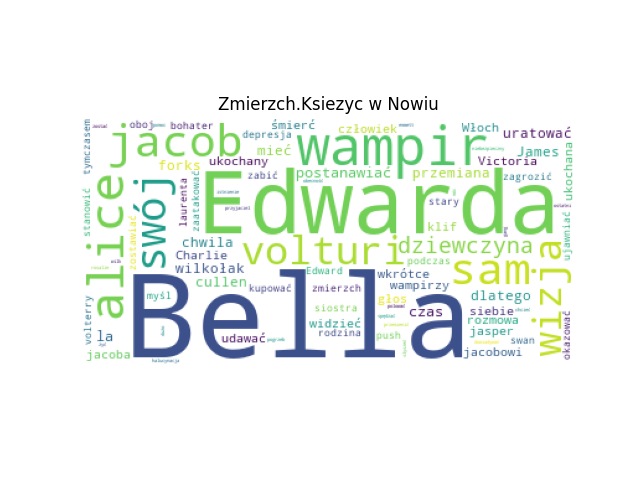 Zmierzch.Ksiezyc w Nowiu
tymczasem
oboj
bohater
śmierć
człowiek
Włoch
uratować
jacob
depresja
wampir
James
mieć
ukochany
Victoria
forks
postanawiać
przemiana
zabić
zagrozić
ukochana
alice
swój
laurenta
zaatakować
Edwarda
stary
stanowić
zostawiać
chwila
klif
ujawniać
Charlie
volturi
dziewczyna
wilkołak
podczas
sam
wizja
cullen
Edward
wkrótce
wampirzy
kupować
zmierzch
myśl
Bella
głos
dlatego
siostra
czas
siebie
volterry
widzieć
rozmowa
la
udawać
rodzina
push
jasper
swan
okazować
jacoba
jacobowi